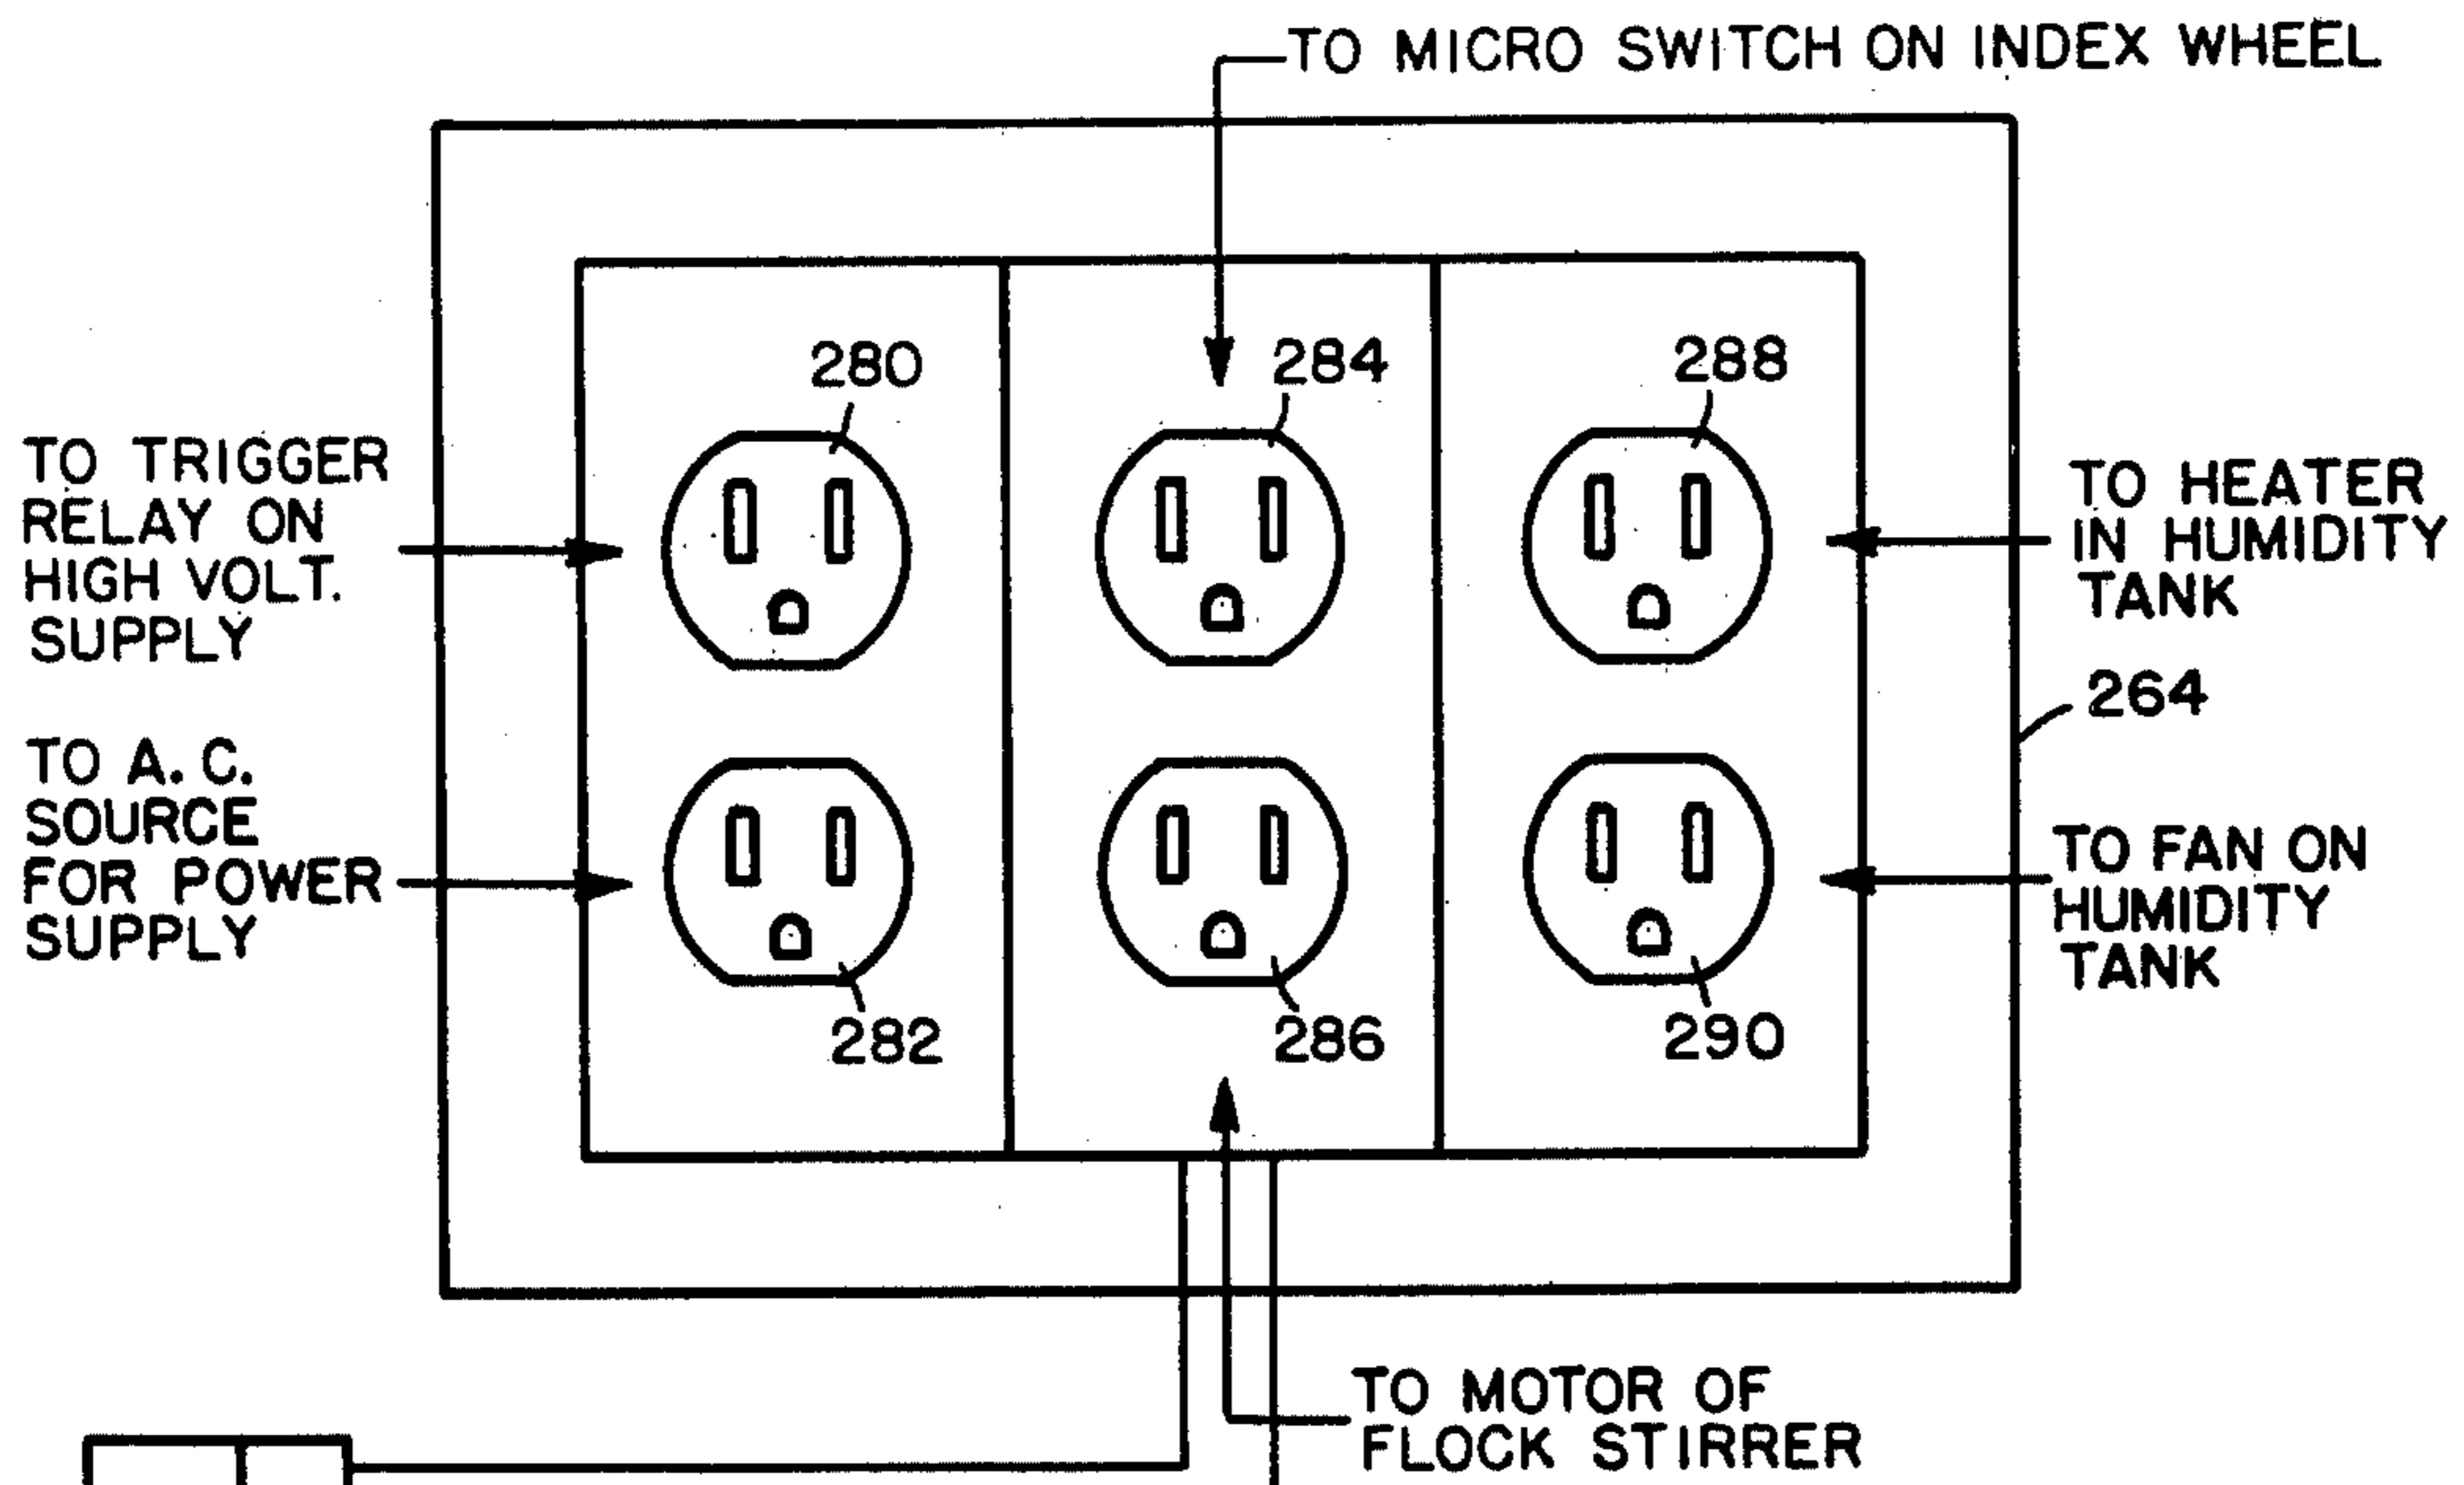 TO MICRO SWITCH ON INDEX WHEEL
280
284
288
TO TRIGGER
RELAY ON
HIGH VOLT.
SUPPLY
TO HEATER
IN HUMIDITY
TANK
264
TO A.C.
SOURCE
FOR POWER
SUPPLY
TO FAN ON
HUMIDITY
TANK
282
286
290
TO MOTOR OF
FLOCK STIRRER